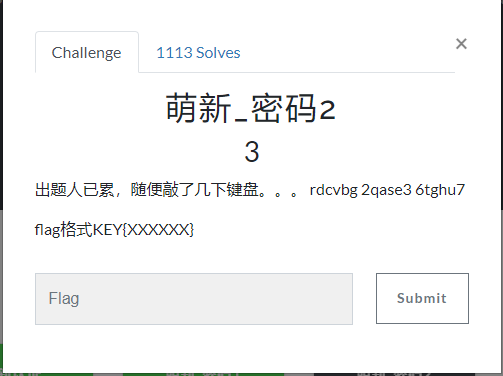 Challenge
1113 Solves
×
萌新_密码2
3
出题人已累，随便敲了几下键盘。。。 rdcvbg 2qase3 6tghu7
flag格式KEY{XXXXXX}
Flag
Submit